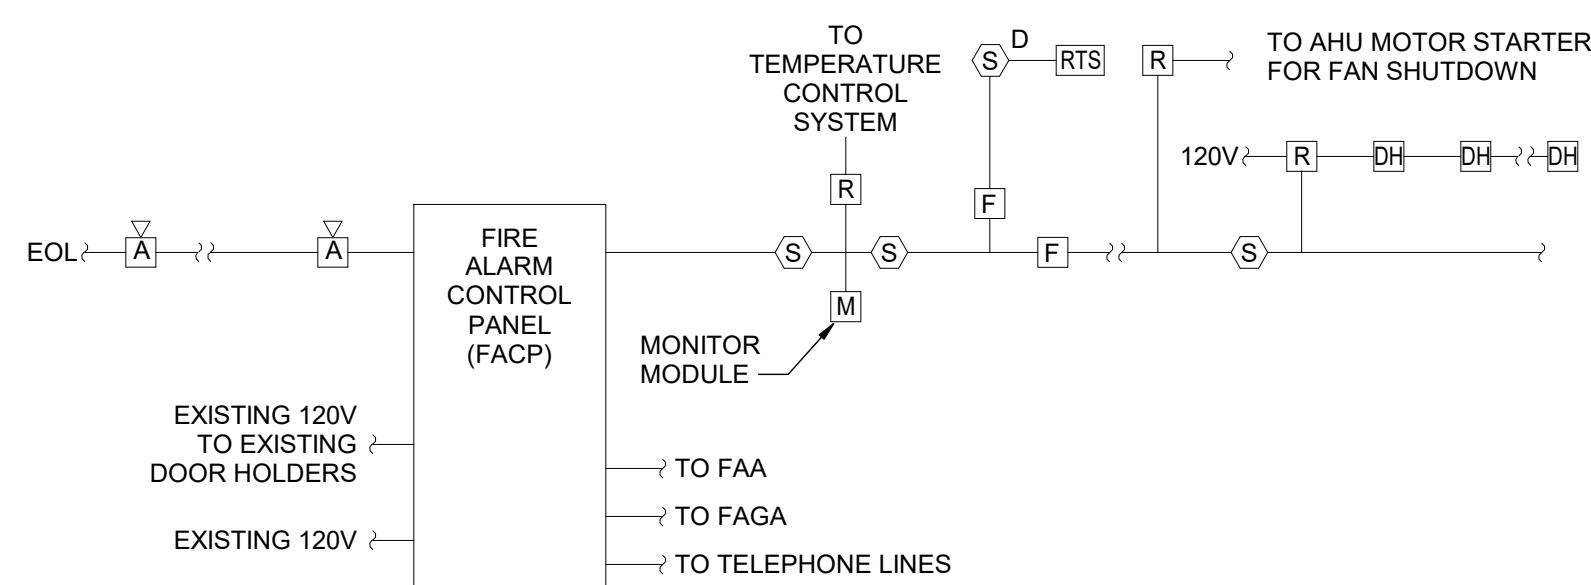 TO
TEMPERATURE
CONTROL
SYSTEM
D
S
RTS
R
TO AHU MOTOR STARTER
FOR FAN SHUTDOWN
120V
R
DH
DH
DH
R
F
EOL
A
A
FIRE
ALARM
CONTROL
PANEL
(FACP)
S
S
F
S
M
MONITOR
MODULE
EXISTING 120V
TO EXISTING
DOOR HOLDERS
EXISTING 120V
TO FAA
TO FAGA
TO TELEPHONE LINES